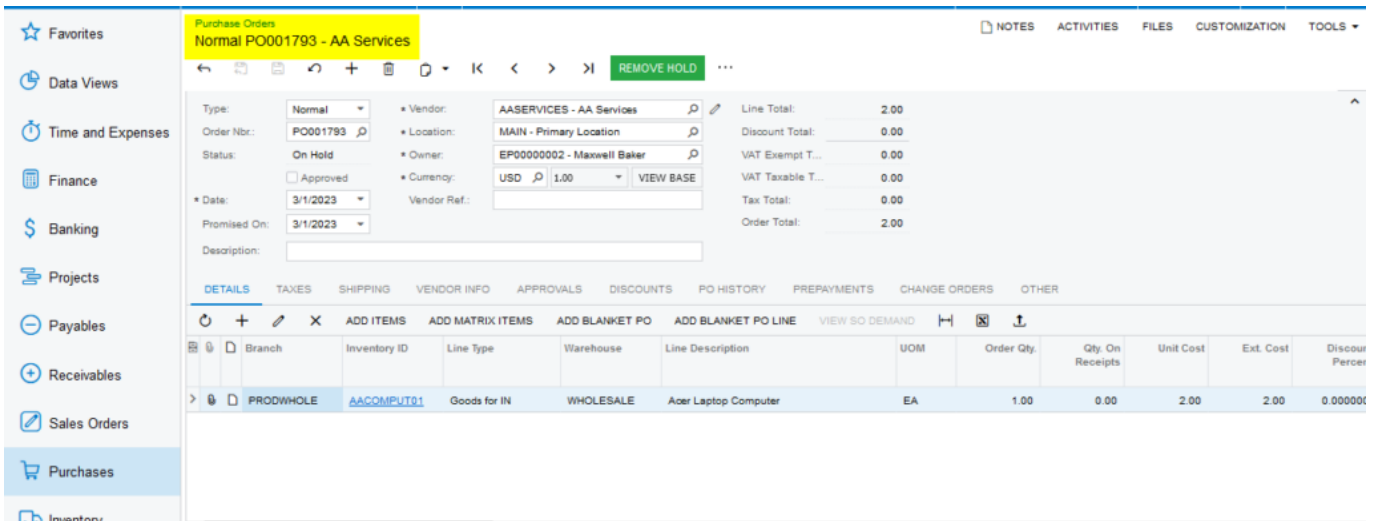 Favorites
Data Views
Time and Expenses
Finance
Banking
Projects
Payables
Receivables
Sales Orders
Purchases
Inventory
Purchase Orders
Normal PO001793 - AA Services
NOTES ACTIVITIES FILES CUSTOMIZATION TOOLS
REMOVE HOLD ...
Type: Normal * Vendor: AASERVICES - AA Services Line Total: 2.00
Order Nbr.: PO001793 * Location: MAIN - Primary Location Discount Total: 0.00
Status: On Hold * Owner: EP00000002 - Maxwell Baker VAT Exempt T... 0.00
Approved * Currency: USD 1.00 VIEW BASE VAT Taxable T... 0.00
* Date: 3/1/2023 Vendor Ref.: Tax Total: 0.00
Promised On: 3/1/2023 Order Total: 2.00
Description:
DETAILS TAXES SHIPPING VENDOR INFO APPROVALS DISCOUNTS PO HISTORY PREPAYMENTS CHANGE ORDERS OTHER
ADD ITEMS ADD MATRIX ITEMS ADD BLANKET PO ADD BLANKET PO LINE VIEW SO DEMAND
Branch Inventory ID Line Type Warehouse Line Description UOM Order Qty. Qty. On Unit Cost Ext. Cost Discoun
Receipts Percen
PRODWHOLE AACOMPUT01 Goods for IN WHOLESALE Acer Laptop Computer EA 1.00 0.00 2.00 2.00 0.000000